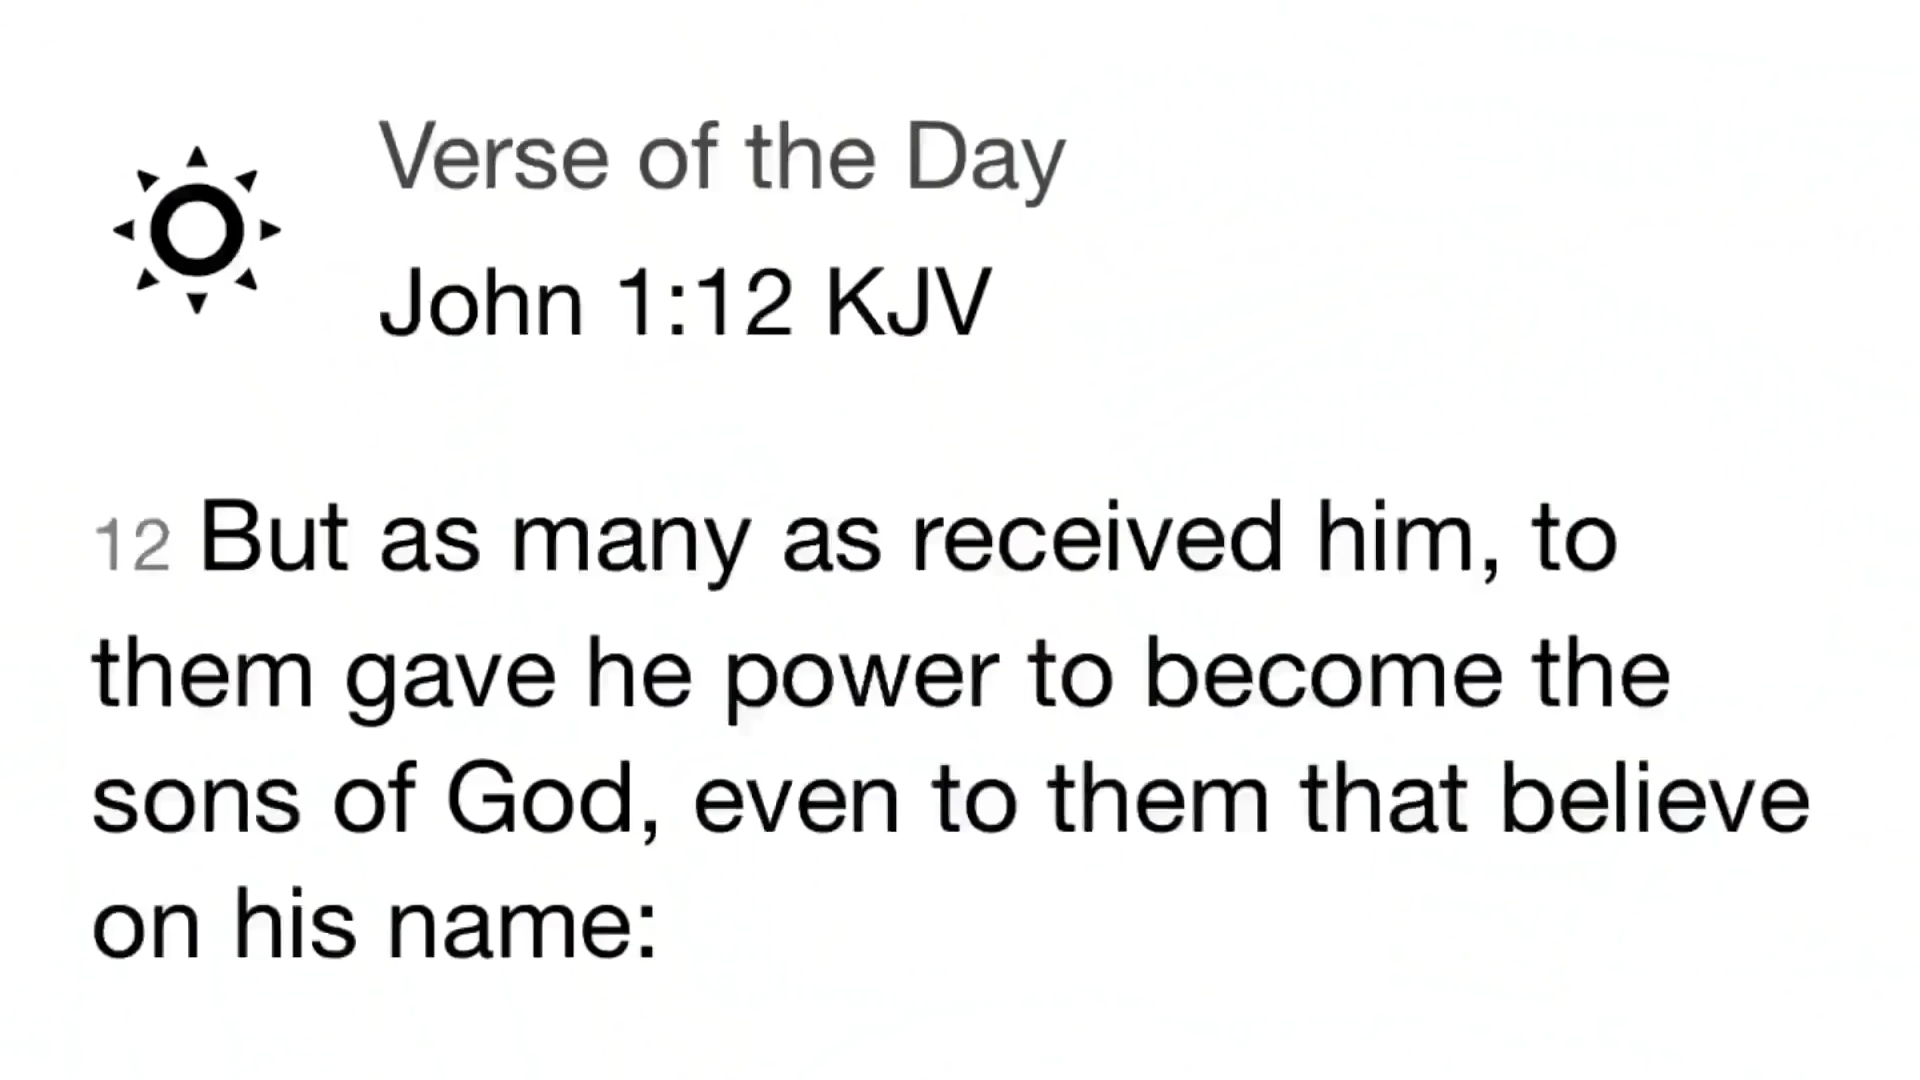 Verse of the Day
John 1:12 KJV
12 But as many as received him, to
them gave he power to become the
sons of God, even to them that believe
on his name: